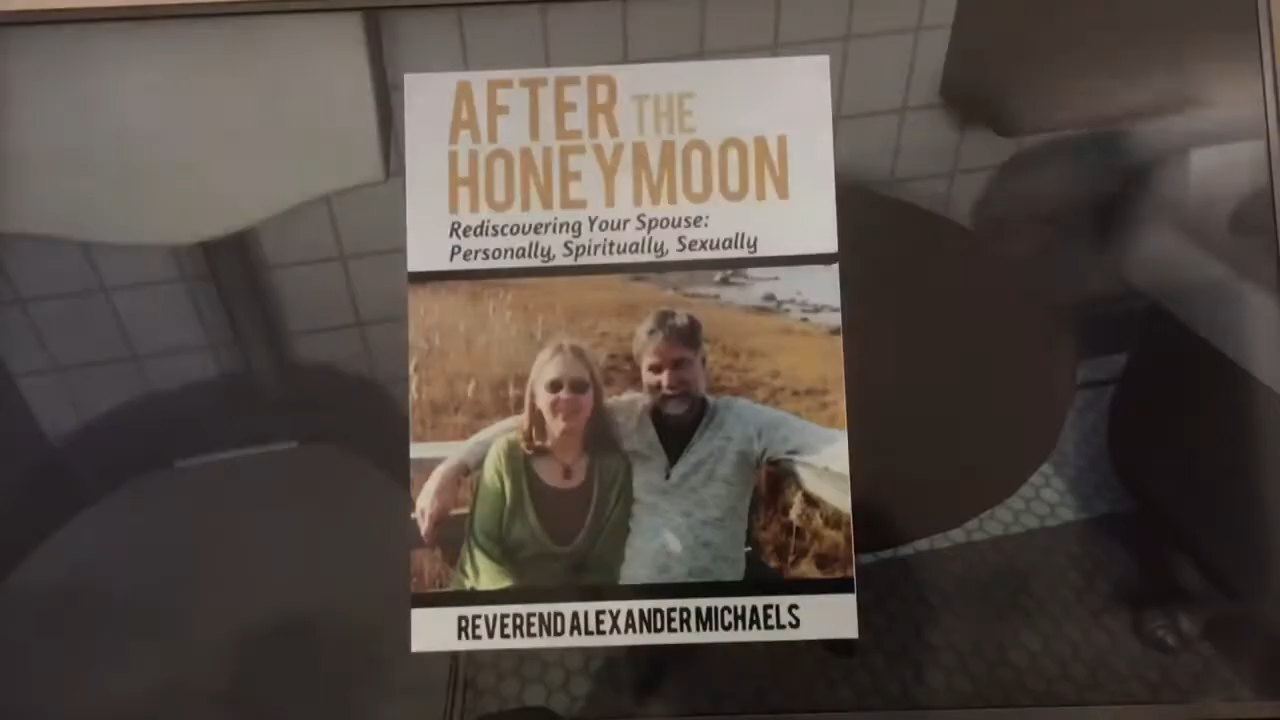 AFTER THE
HONEYMOON
Rediscovering Your Spouse:
Personally, Spiritually, Sexually
REVEREND ALEXANDER MICHAELS